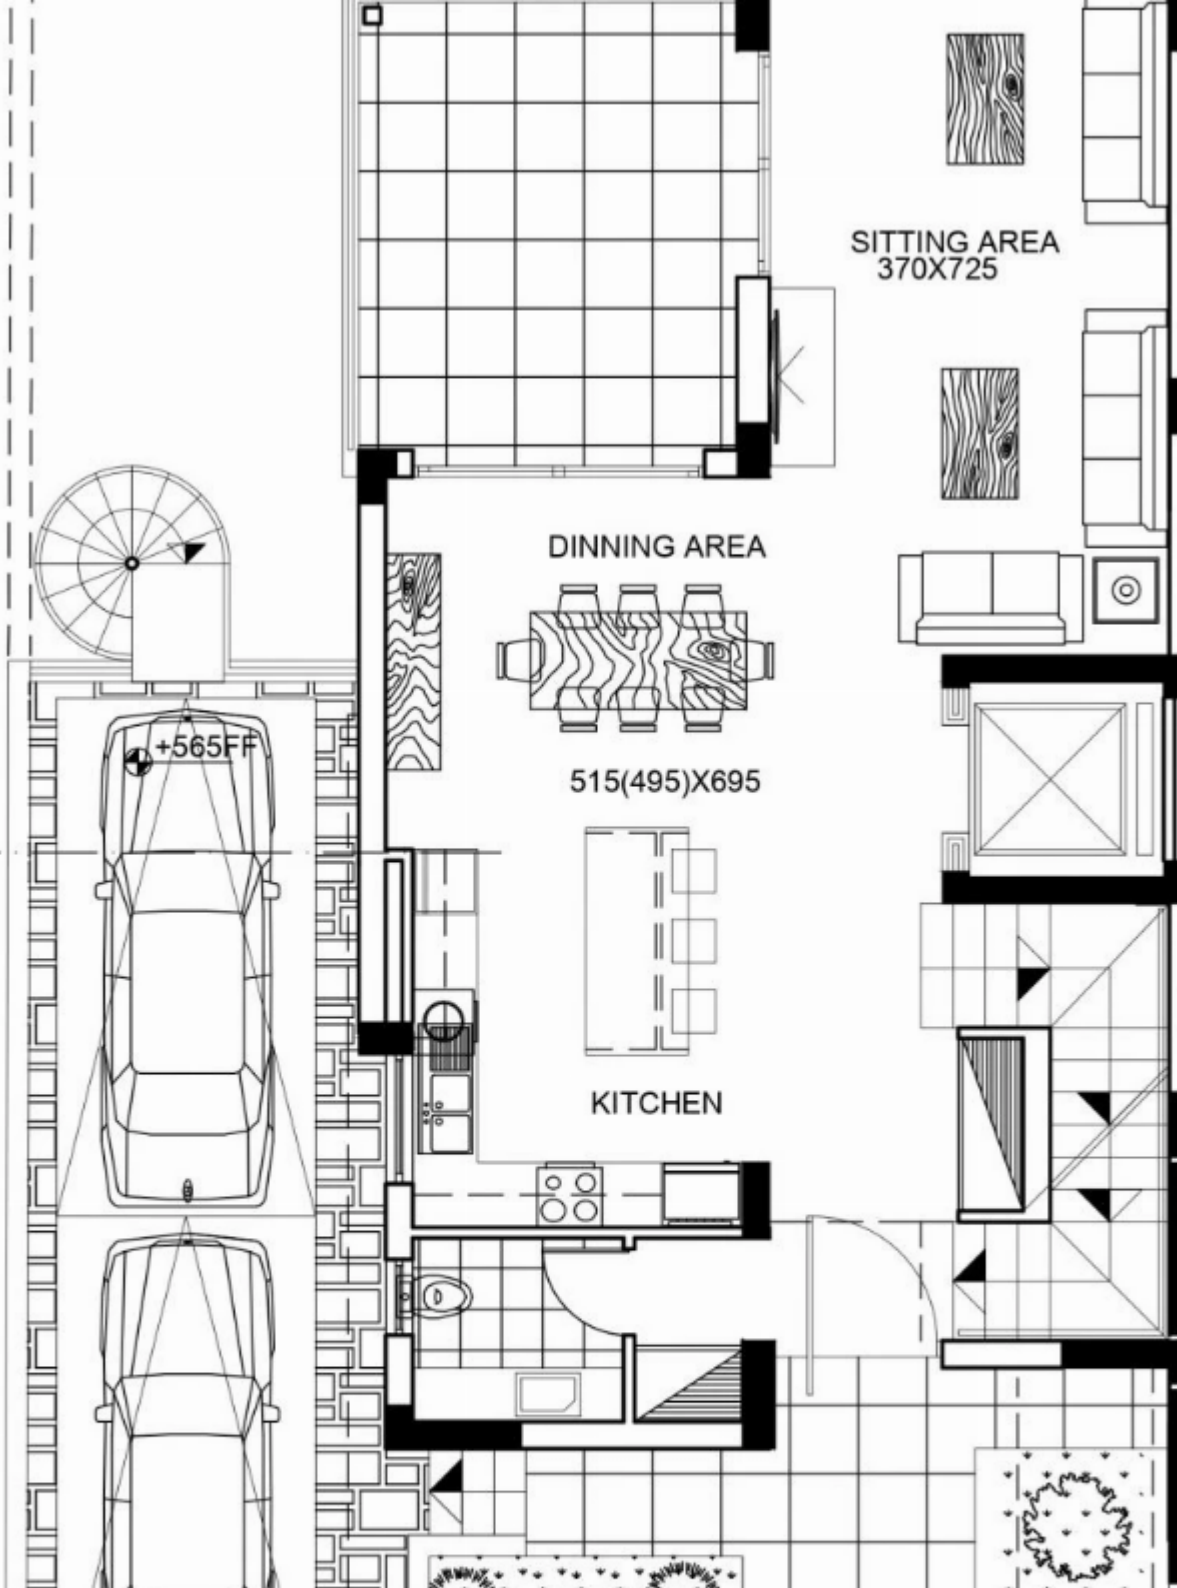 SITTING AREA
370X725
DINNING AREA
+565FF
515(495)X695
KITCHEN